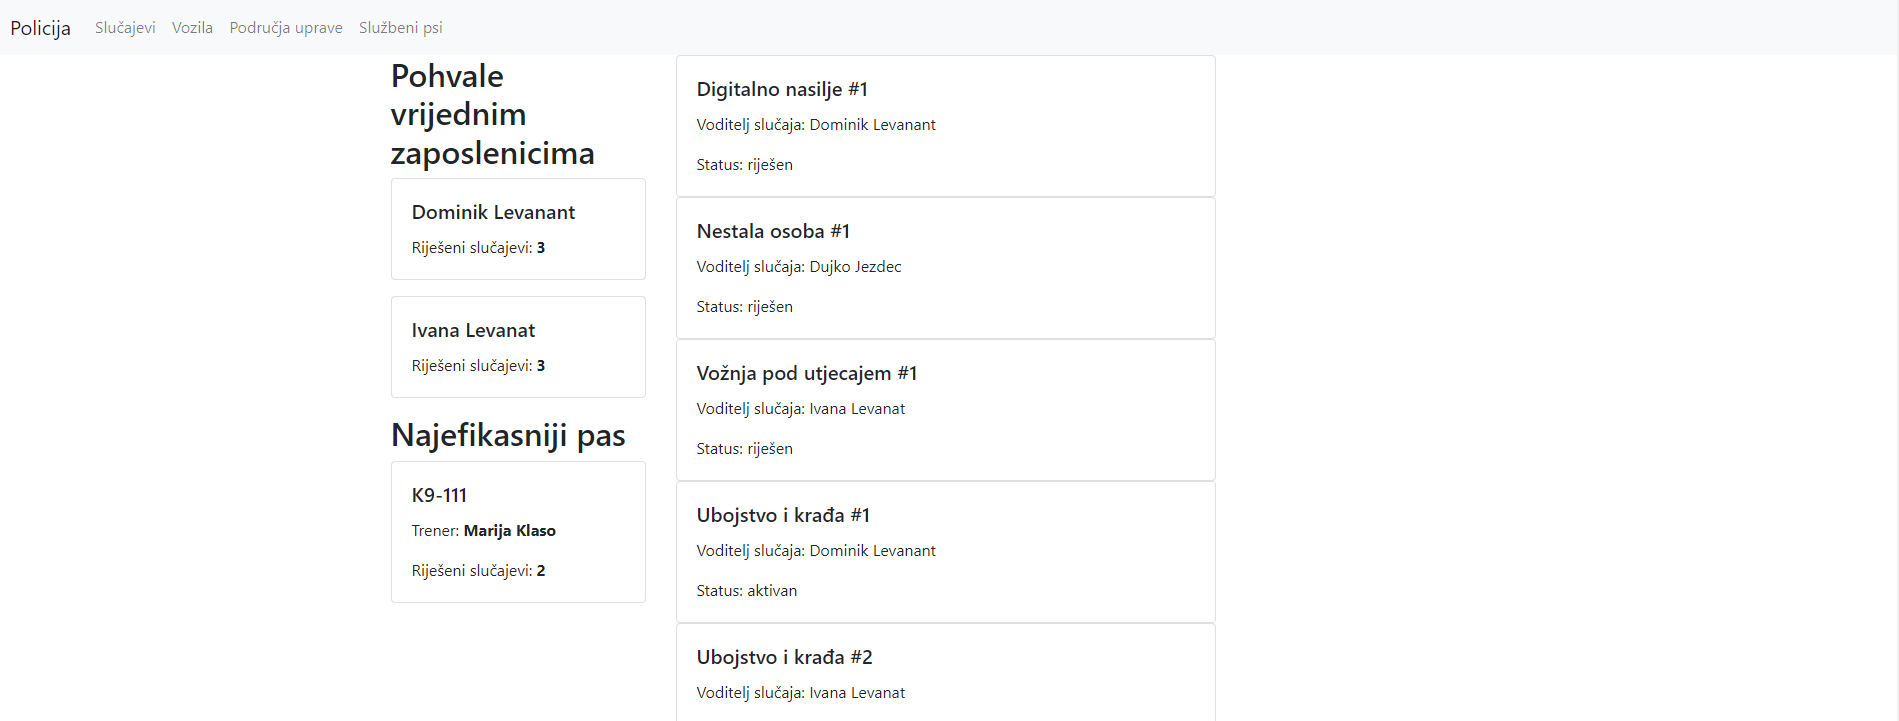 Policija
Slučajevi
Vozila
Područja uprave
Službeni psi
Pohvale
vrijednim
zaposlenicima
Dominik Levanant
Riješeni slučajevi: 3
Ivana Levanat
Riješeni slučajevi: 3
Najefikasniji pas
K9-111
Trener: Marija Klaso
Riješeni slučajevi: 2
Digitalno nasilje #1
Voditelj slučaja: Dominik Levanant
Status: riješen
Nestala osoba #1
Voditelj slučaja: Dujko Jezdec
Status: riješen
Vožnja pod utjecajem #1
Voditelj slučaja: Ivana Levanat
Status: riješen
Ubojstvo i krađa #1
Voditelj slučaja: Dominik Levanant
Status: aktivan
Ubojstvo i krađa #2
Voditelj slučaja: Ivana Levanat